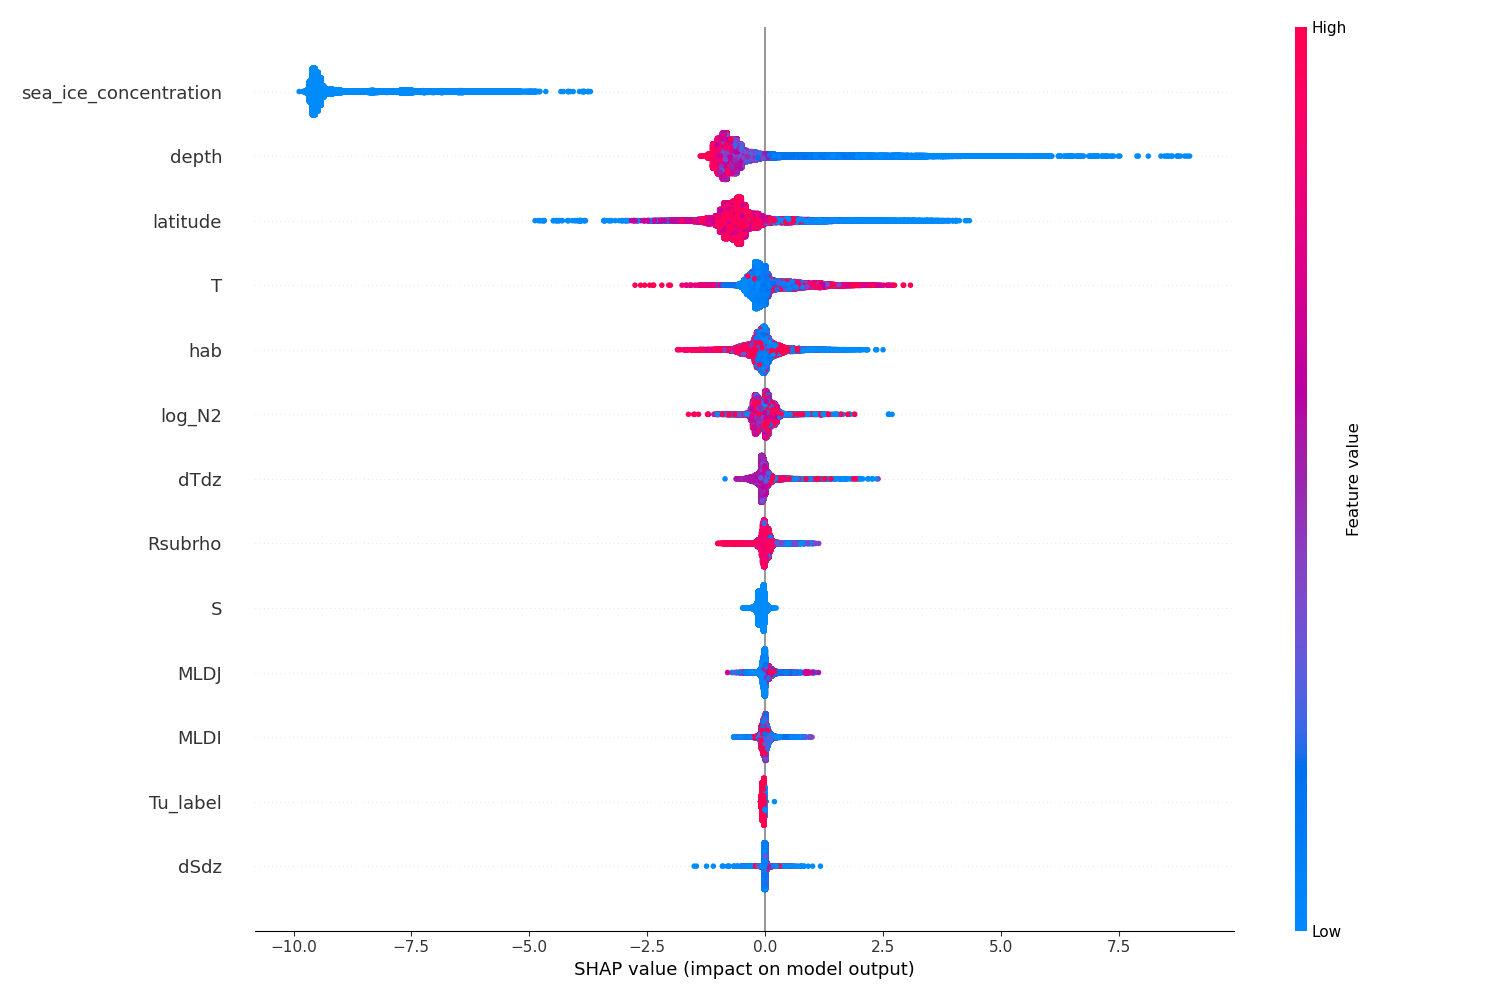 High
sea_ice_concentration
depth
latitude
T
hab
log_N2
dTdz
Feature value
Rsubrho
S
MLDJ
MLDI
Tu_label
dSdz
Low
−10.0 −7.5 −5.0 −2.5 0.0 2.5 5.0 7.5
SHAP value (impact on model output)